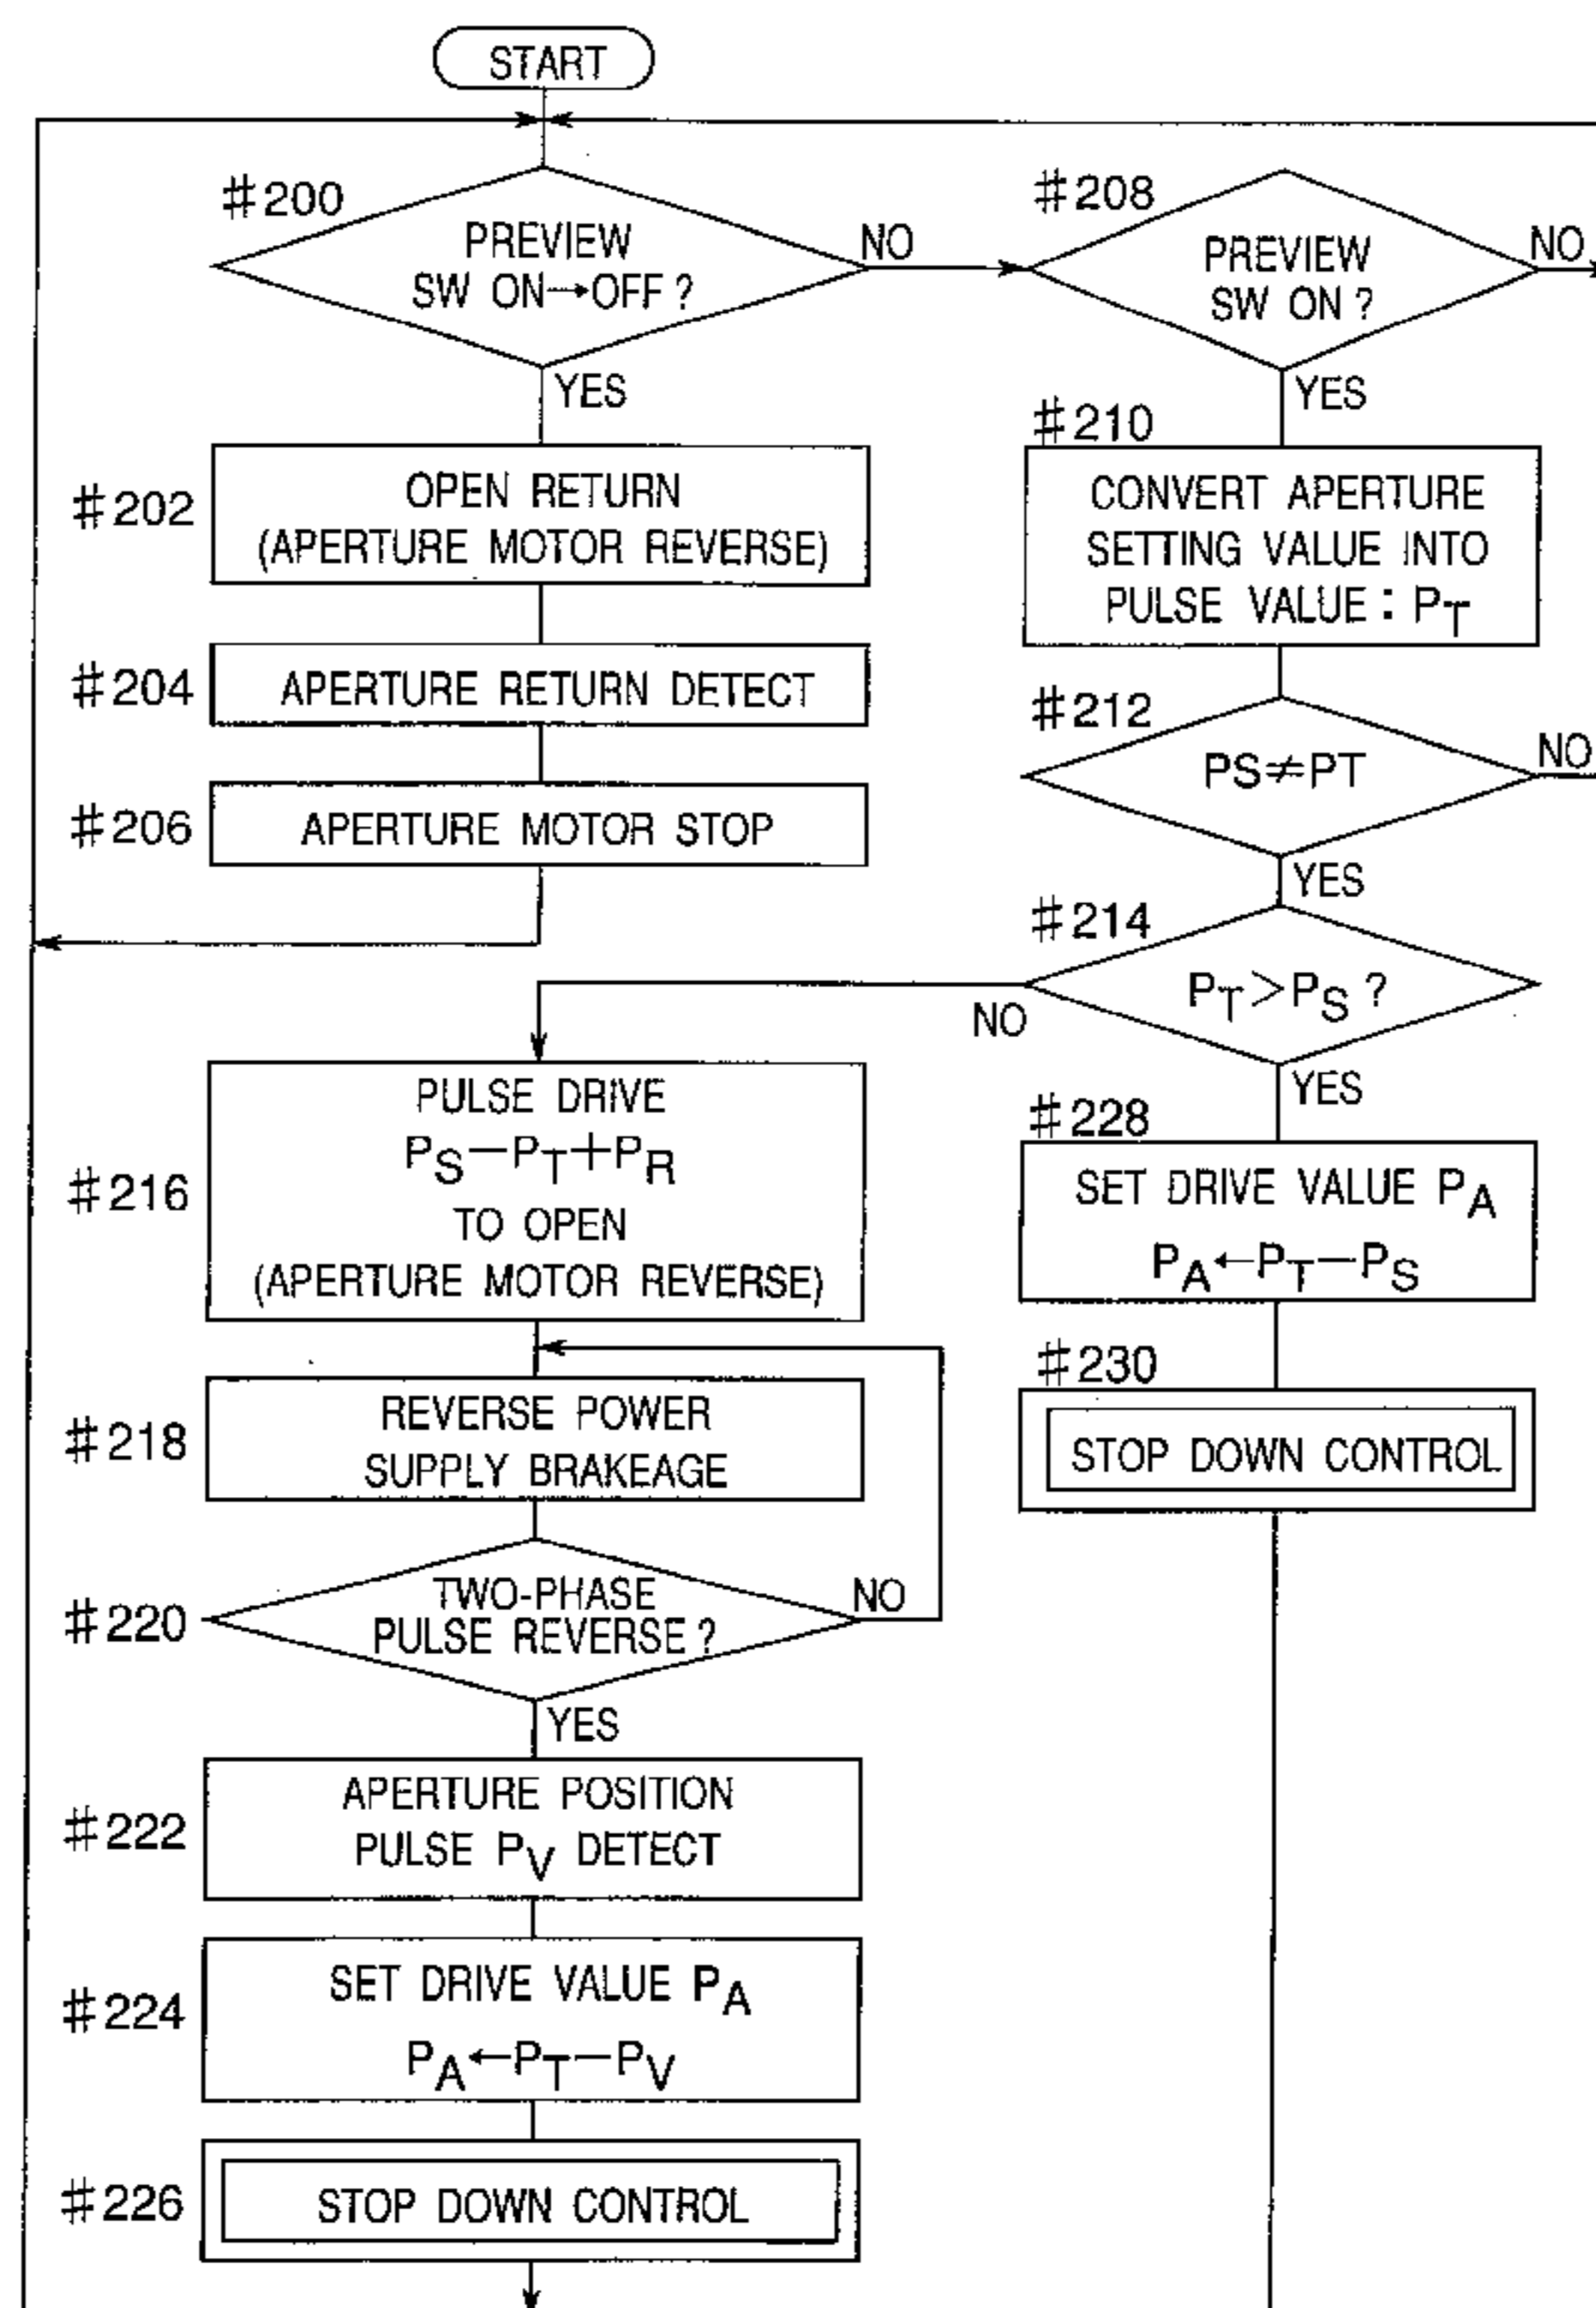 START
#200
PREVIEW
SW ON→OFF?
NO
YES
#202
OPEN RETURN
(APERTURE MOTOR REVERSE)
#204
APERTURE RETURN DETECT
#206
APERTURE MOTOR STOP
#208
PREVIEW
SW ON?
NO
YES
#210
CONVERT APERTURE
SETTING VALUE INTO
PULSE VALUE: PT
#212
PS≠PT
NO
YES
#214
PT>PS?
NO
YES
#216
PULSE DRIVE
PS−PT+PR
TO OPEN
(APERTURE MOTOR REVERSE)
#218
REVERSE POWER
SUPPLY BRAKEAGE
#220
TWO-PHASE
PULSE REVERSE?
NO
YES
#222
APERTURE POSITION
PULSE PV DETECT
#224
SET DRIVE VALUE PA
PA←PT−PV
#226
STOP DOWN CONTROL
#228
SET DRIVE VALUE PA
PA←PT−PS
#230
STOP DOWN CONTROL